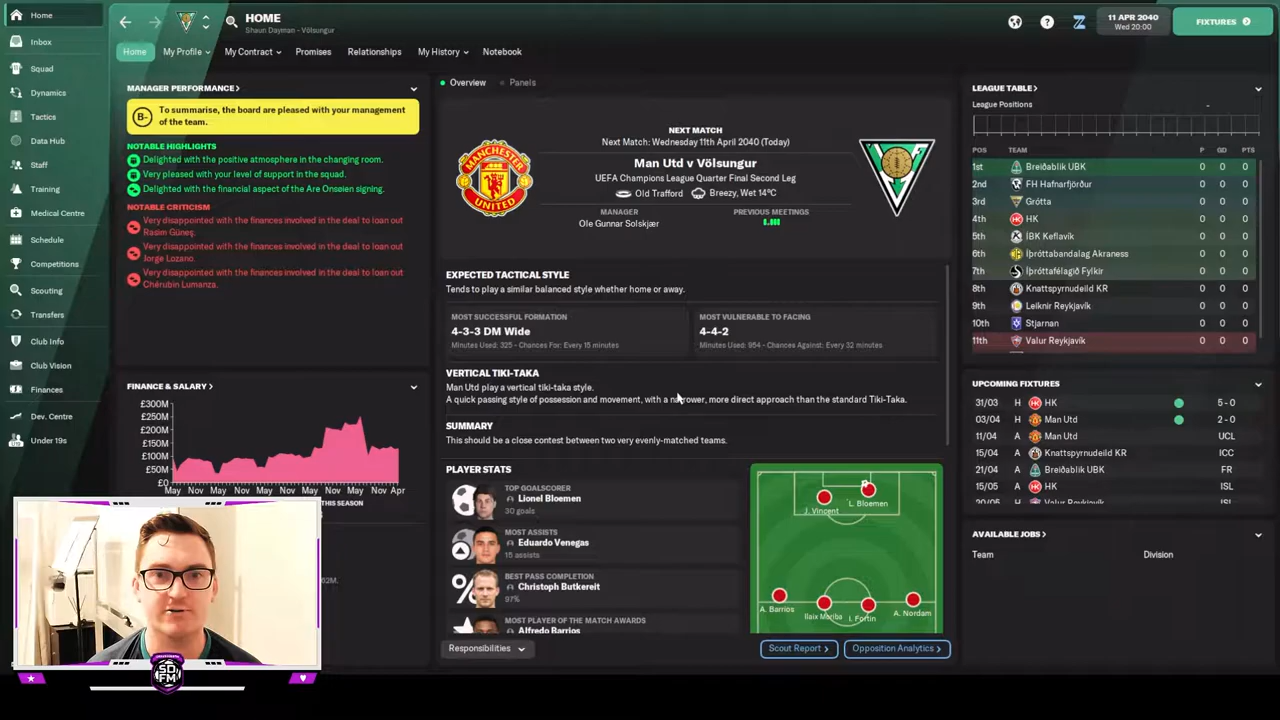 Home
Inbox
Squad
Dynamics
Tactics
Data Hub
Staff
Training
Medical Centre
Schedule
Competitions
Scouting
Transfers
Club Info
Club Vision
Finances
Dev. Centre
Under 19s
HOME
Shaun Dayman - Völsungur
11 APR 2040
Wed 20:00
FIXTURES
Home
My Profile
My Contract
Promises
Relationships
My History
Notebook
MANAGER PERFORMANCE
B-
To summarise, the board are pleased with your management
of the team.
NOTABLE HIGHLIGHTS
Delighted with the positive atmosphere in the changing room.
Very pleased with your level of support in the squad.
Delighted with the financial aspect of the Are Onsøien signing.
NOTABLE CRITICISM
Very disappointed with the finances involved in the deal to loan out
Rasim Güneş.
Very disappointed with the finances involved in the deal to loan out
Jorge Lozano.
Very disappointed with the finances involved in the deal to loan out
Chérubin Lumanza.
FINANCE & SALARY
£300M
£250M
£200M
£150M
£100M
£50M
£0
May Nov May Nov May Nov May Nov Apr
THIS SEASON
SDFM
Overview
Panels
MANCHESTER
UNITED
NEXT MATCH
Next Match: Wednesday 11th April 2040 (Today)
Man Utd v Völsungur
UEFA Champions League Quarter Final Second Leg
Old Trafford
Breezy, Wet 14°C
MANAGER
Ole Gunnar Solskjær
PREVIOUS MEETINGS
EXPECTED TACTICAL STYLE
Tends to play a similar balanced style whether home or away.
MOST SUCCESSFUL FORMATION
4-3-3 DM Wide
Minutes Used: 325 - Chances For: Every 15 minutes
MOST VULNERABLE TO FACING
4-4-2
Minutes Used: 954 - Chances Against: Every 32 minutes
VERTICAL TIKI-TAKA
Man Utd play a vertical tiki-taka style.
A quick passing style of possession and movement, with a narrower, more direct approach than the standard Tiki-Taka.
SUMMARY
This should be a close contest between two very evenly-matched teams.
PLAYER STATS
TOP GOALSCORER
Lionel Bloemen
30 goals
MOST ASSISTS
Eduardo Venegas
15 assists
BEST PASS COMPLETION
Christoph Butkereit
97%
MOST PLAYER OF THE MATCH AWARDS
Alfredo Barrios
J. Vincent
L. Bloemen
A. Barrios
Ilaix Moriba
I. Fortin
A. Nordam
Responsibilities
Scout Report
Opposition Analytics
LEAGUE TABLE
League Positions
-
POS TEAM P GD PTS
1st Breiðablik UBK 0 0 0
2nd FH Hafnarfjörður 0 0 0
3rd Grótta 0 0 0
4th HK 0 0 0
5th ÍBK Keflavík 0 0 0
6th Íþróttabandalag Akraness 0 0 0
7th Íþróttafélagið Fylkir 0 0 0
8th Knattspyrnudeild KR 0 0 0
9th Leiknir Reykjavík 0 0 0
10th Stjarnan 0 0 0
11th Valur Reykjavík 0 0 0
UPCOMING FIXTURES
31/03 H HK 5 - 0
03/04 H Man Utd 2 - 0
11/04 A Man Utd UCL
15/04 A Knattspyrnudeild KR ICC
21/04 A Breiðablik UBK FR
15/05 A HK ISL
20/05 H Valur Reykjavík ISL
AVAILABLE JOBS
Team
Division